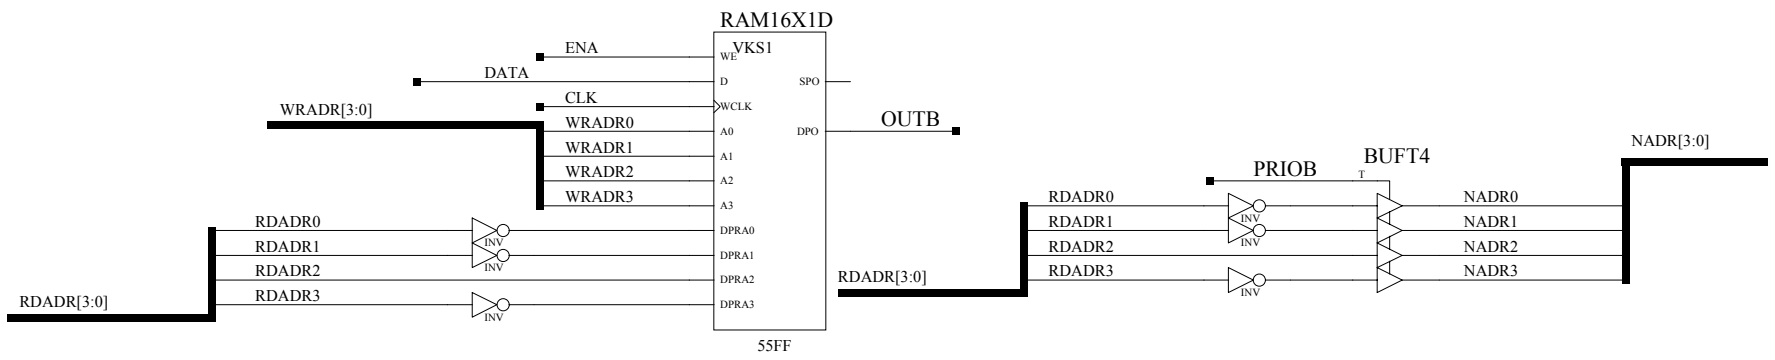 RAM16X1D
VKS1
ENA
WE
DATA
D
SPO
CLK
WCLK
WRADR[3:0]
WRADR0
A0
DPO
OUTB
WRADR1
A1
WRADR2
A2
WRADR3
A3
RDADR0
INV
DPRA0
RDADR1
INV
DPRA1
RDADR2
DPRA2
RDADR3
INV
DPRA3
RDADR[3:0]
55FF
RDADR[3:0]
PRIOB
T
BUFT4
RDADR0
INV
NADR0
RDADR1
INV
NADR1
RDADR2
NADR2
RDADR3
INV
NADR3
NADR[3:0]